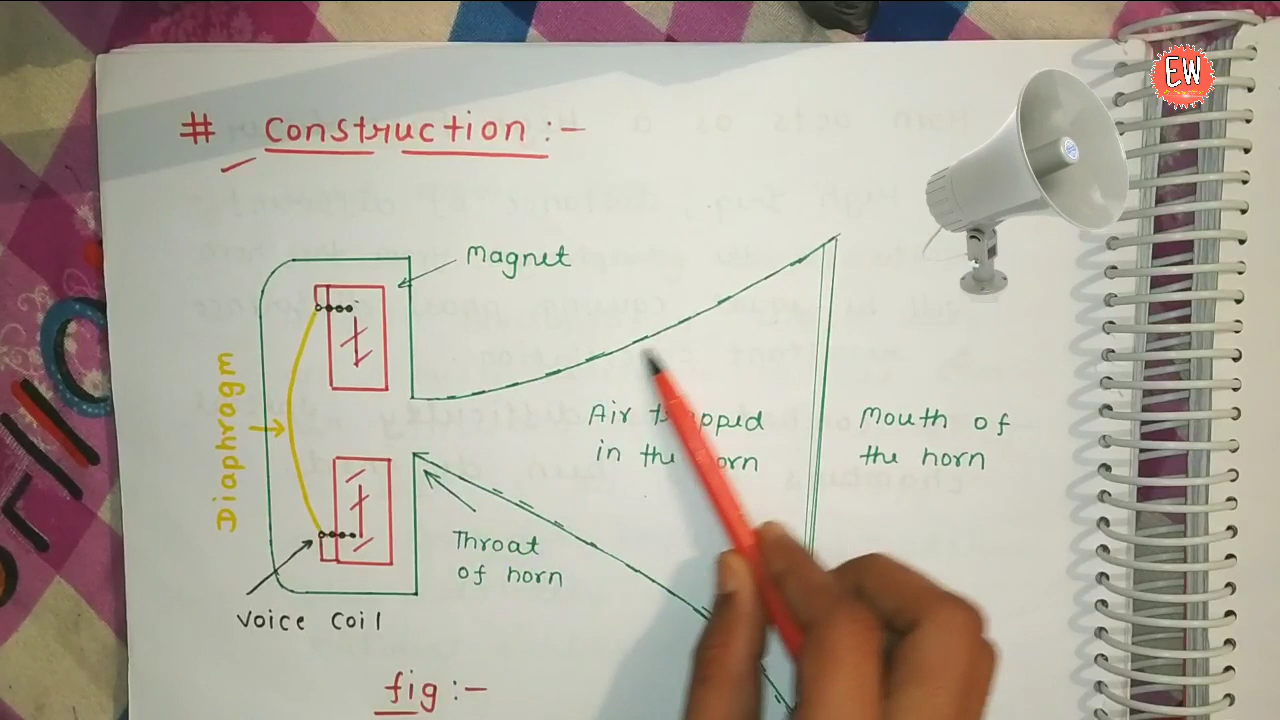 EW
# Construction :-
Magnet
Diaphragm
Air trapped
in the horn
Mouth of
the horn
Throat
of horn
Voice Coil
fig :-